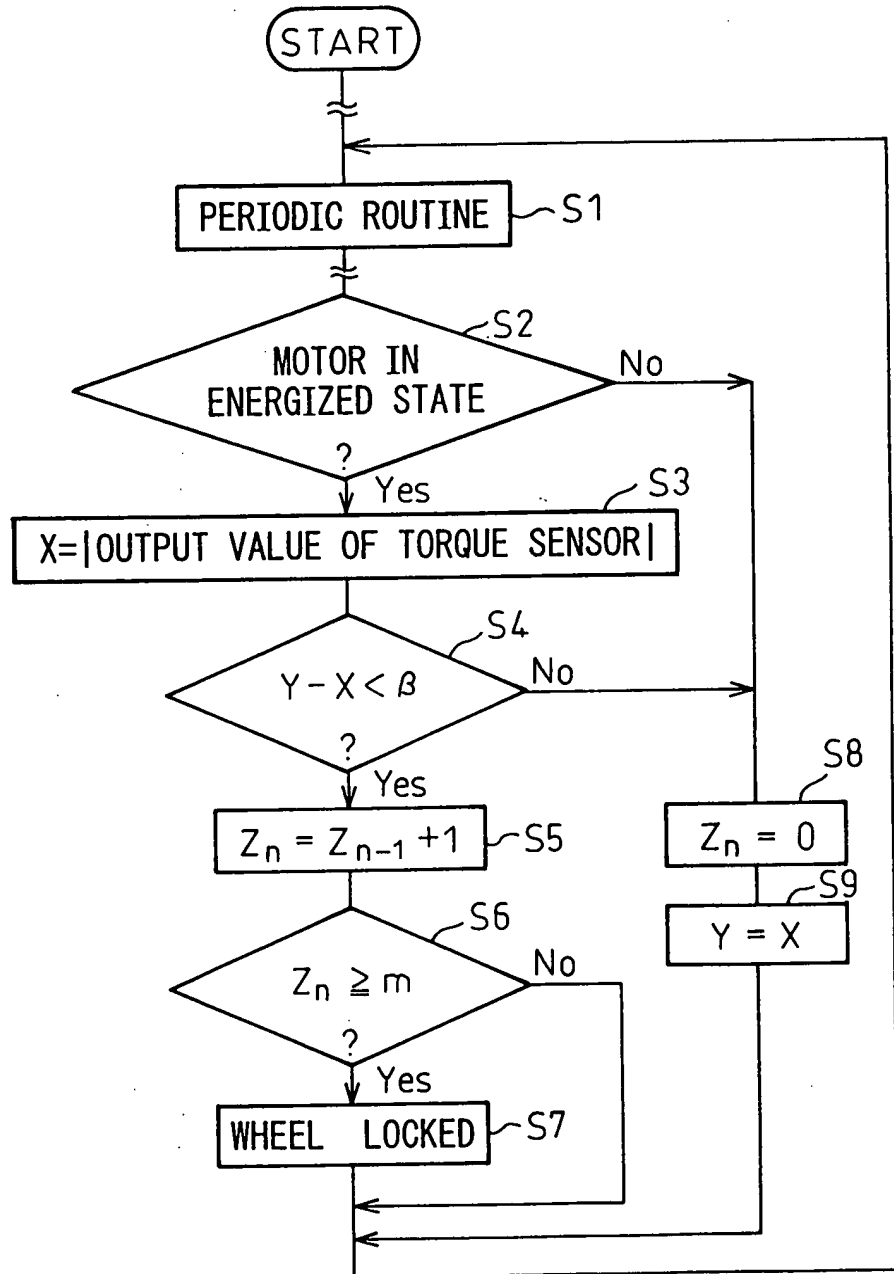 START
PERIODIC ROUTINE
S1
S2
MOTOR IN
ENERGIZED STATE
?
No
Yes
S3
X=|OUTPUT VALUE OF TORQUE SENSOR|
S4
Y - X < β
?
No
Yes
Zn = Zn-1 +1
S5
S8
Zn = 0
S9
Y = X
S6
Zn ≧ m
?
No
Yes
WHEEL LOCKED
S7